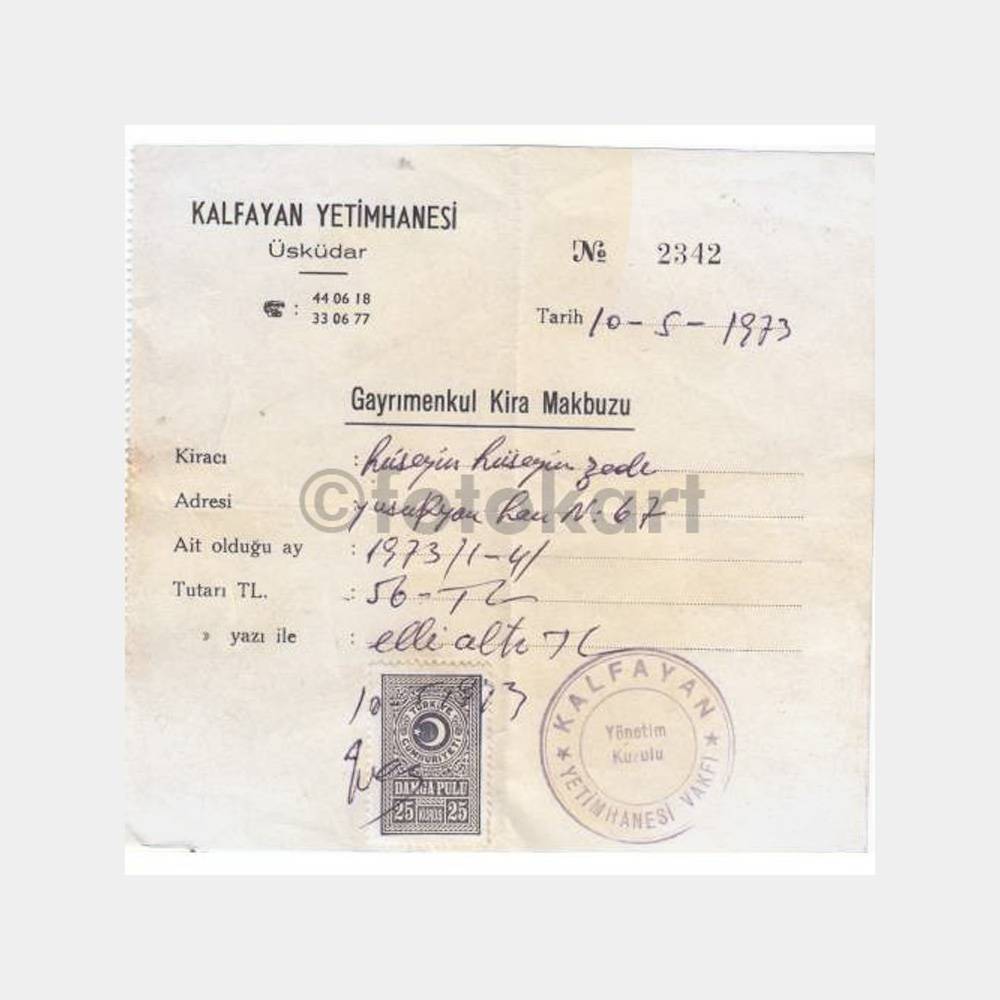 KALFAYAN YETİMHANESİ
Üsküdar
№ 2342
: 44 06 18
33 06 77
Tarih 10-5-1973
Gayrımenkul Kira Makbuzu
Kiracı : hüseyin hüseyin zade
Adresi : yusufyan han N: 67
Ait olduğu ay : 1973/1-4/
Tutarı TL. : 56-TL
» yazı ile : elli altı TL
©fotokart
10-5-1973
TÜRKİYE CUMHURİYETİ
DAMGA PULU
25 KURUŞ 25
KALFAYAN
Yönetim
Kurulu
YETİMHANESİ VAKFI